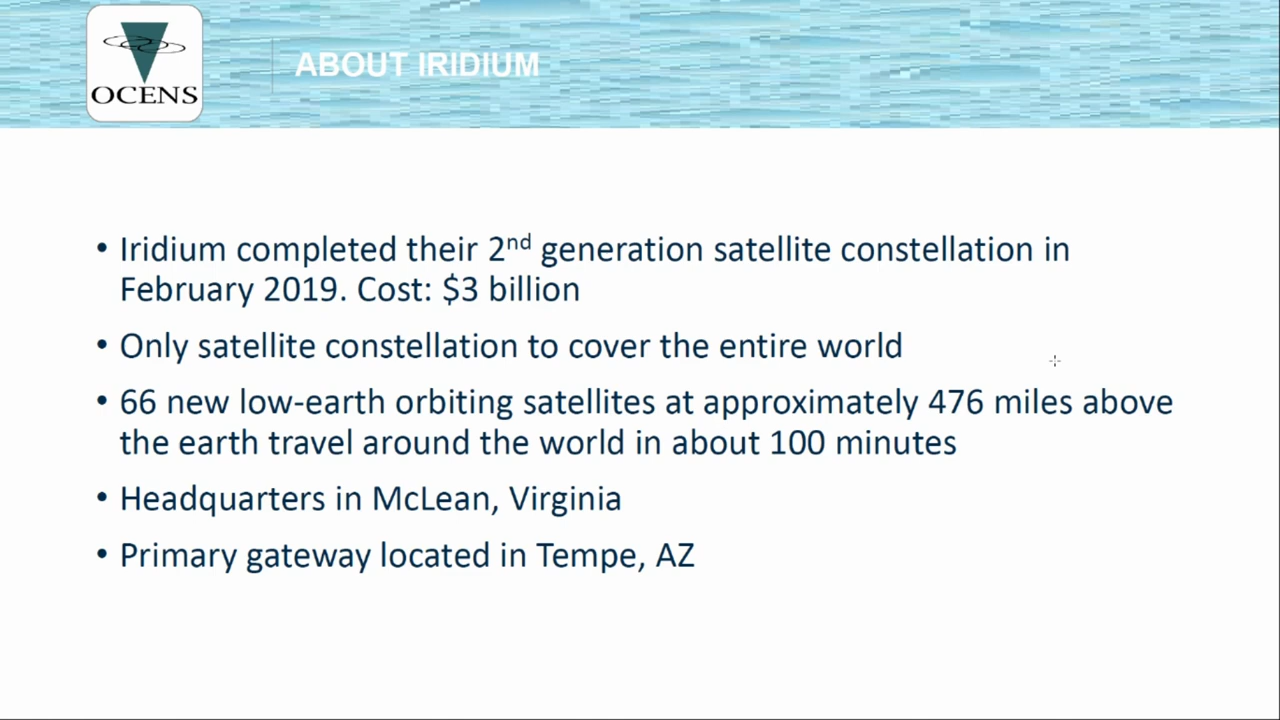 OCENS
ABOUT IRIDIUM
• Iridium completed their 2nd generation satellite constellation in
February 2019. Cost: $3 billion
• Only satellite constellation to cover the entire world
• 66 new low-earth orbiting satellites at approximately 476 miles above
the earth travel around the world in about 100 minutes
• Headquarters in McLean, Virginia
• Primary gateway located in Tempe, AZ